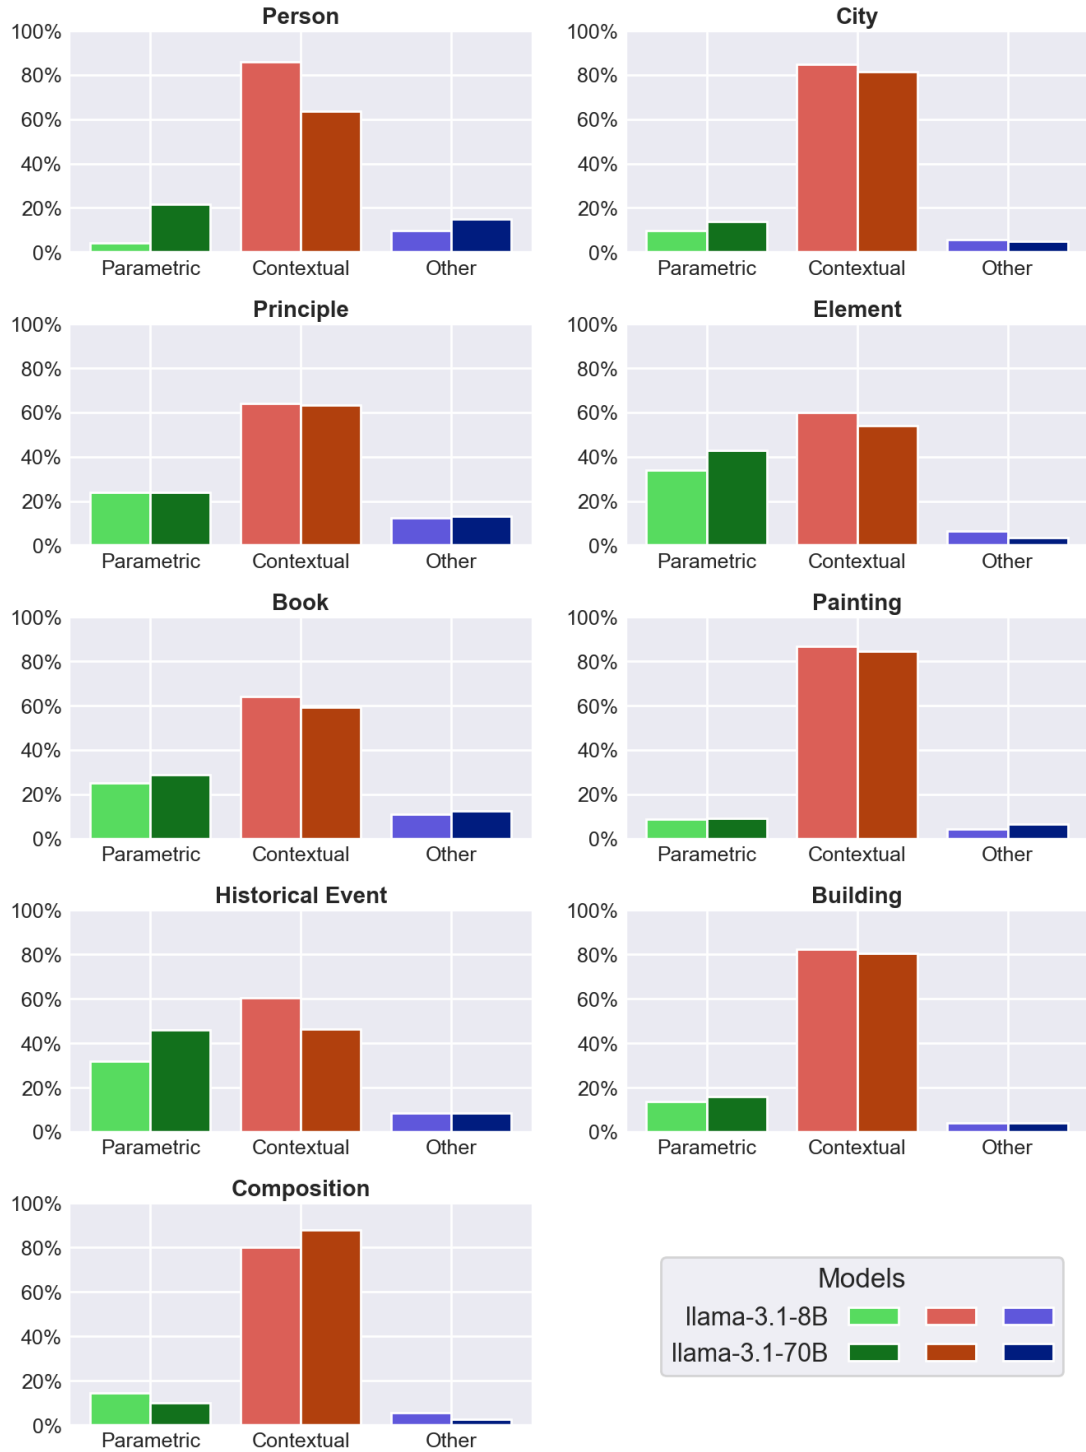 Person
100%
80%
60%
40%
20%
0%
Parametric Contextual Other
City
100%
80%
60%
40%
20%
0%
Parametric Contextual Other
Principle
100%
80%
60%
40%
20%
0%
Parametric Contextual Other
Element
100%
80%
60%
40%
20%
0%
Parametric Contextual Other
Book
100%
80%
60%
40%
20%
0%
Parametric Contextual Other
Painting
100%
80%
60%
40%
20%
0%
Parametric Contextual Other
Historical Event
100%
80%
60%
40%
20%
0%
Parametric Contextual Other
Building
100%
80%
60%
40%
20%
0%
Parametric Contextual Other
Composition
100%
80%
60%
40%
20%
0%
Parametric Contextual Other
Models
llama-3.1-8B
llama-3.1-70B